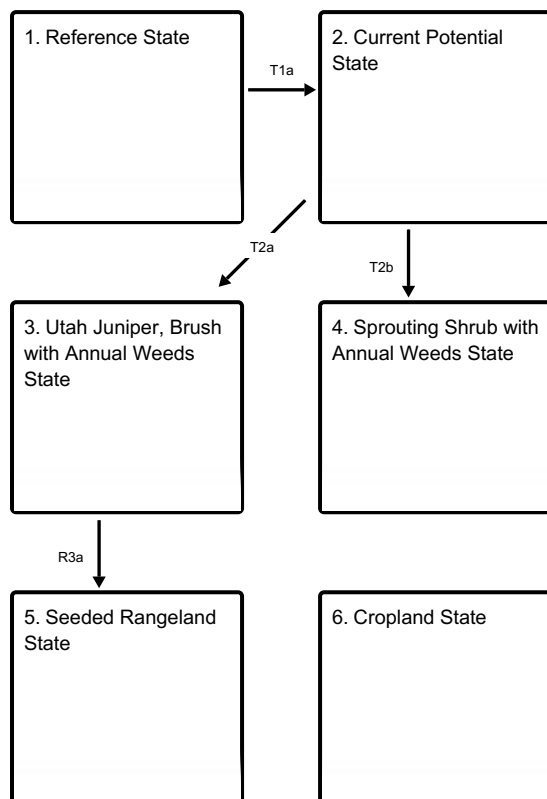 1. Reference State
2. Current Potential
State
T1a
T2a
T2b
3. Utah Juniper, Brush
with Annual Weeds
State
4. Sprouting Shrub with
Annual Weeds State
R3a
5. Seeded Rangeland
State
6. Cropland State